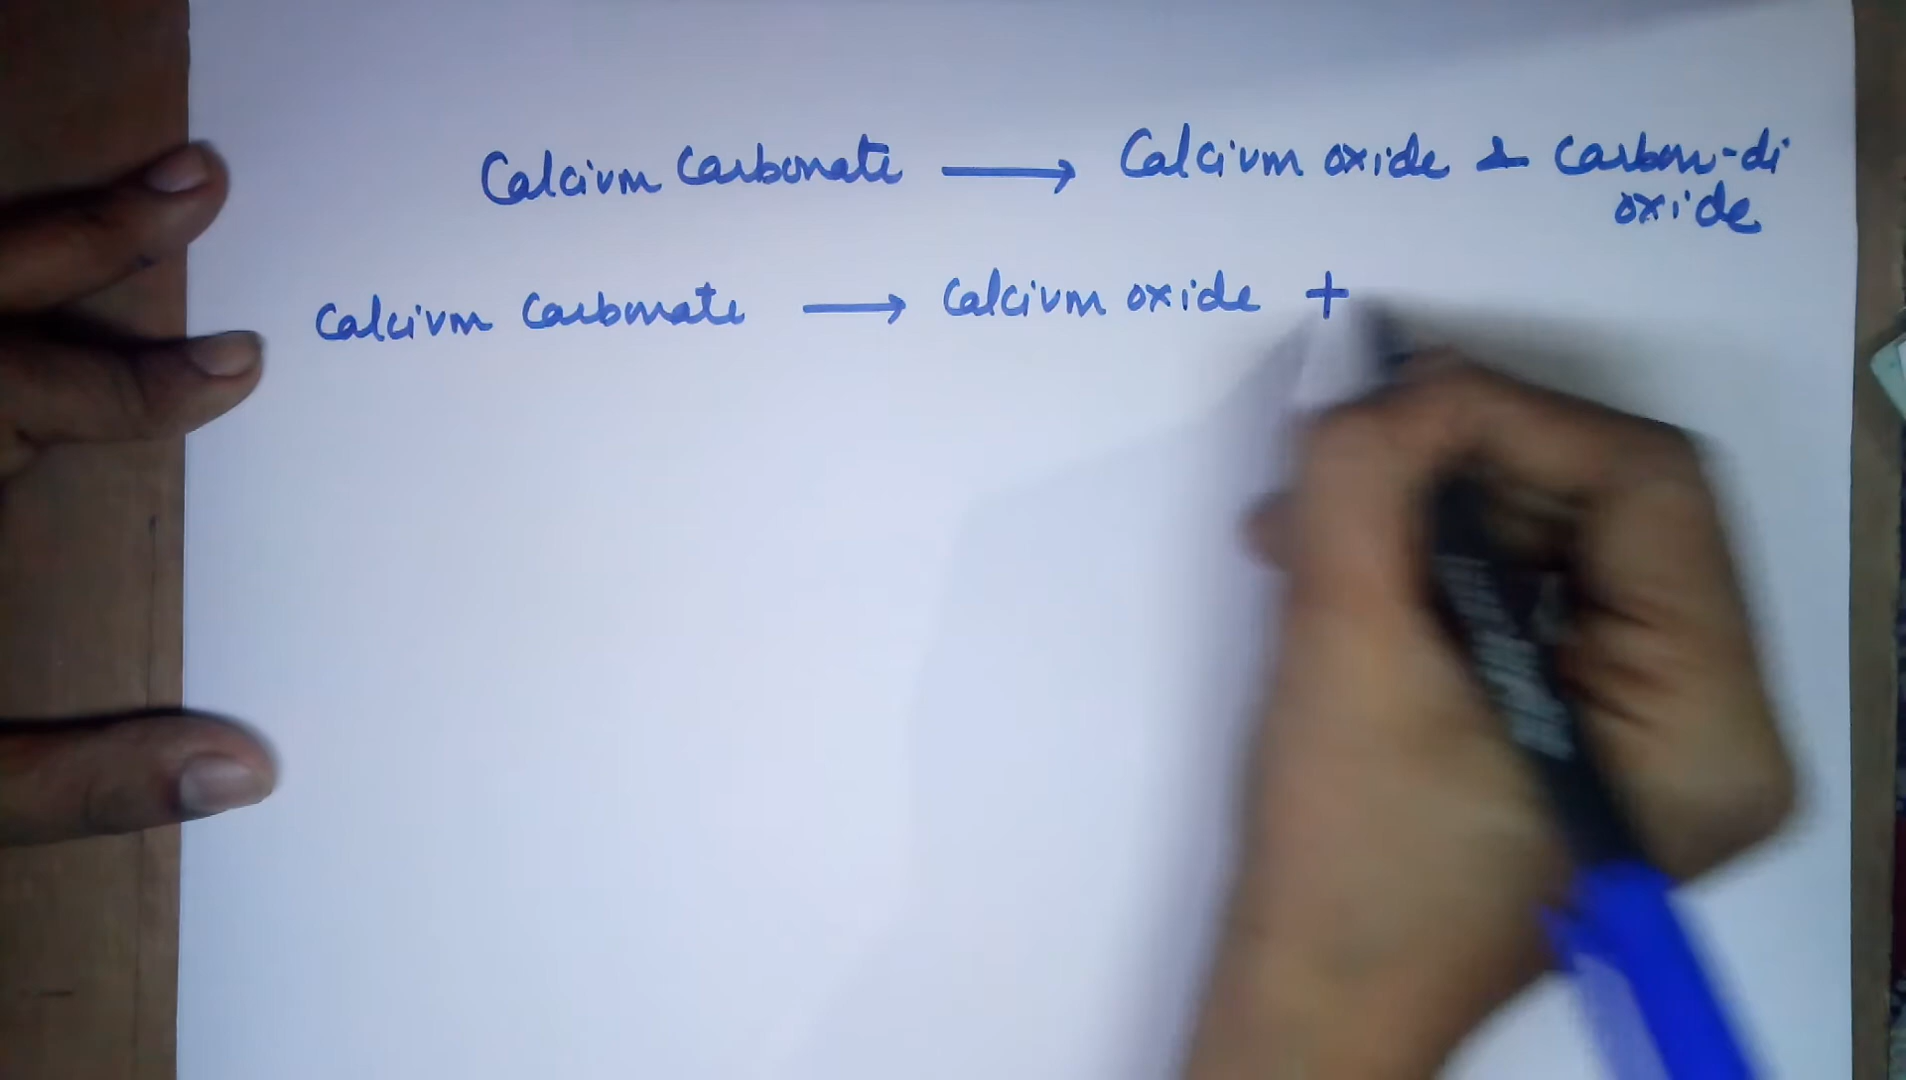 Calcium Carbonate → Calcium oxide & Carbon-di
oxide
Calcium Carbonate → Calcium oxide +